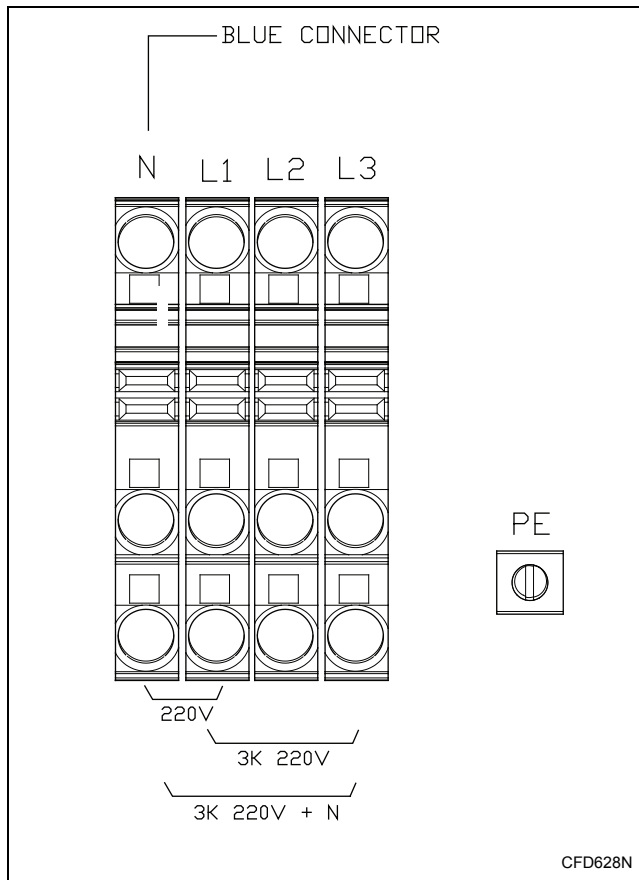 BLUE CONNECTOR
N L1 L2 L3
PE
220V
3K 220V
3K 220V + N
CFD628N